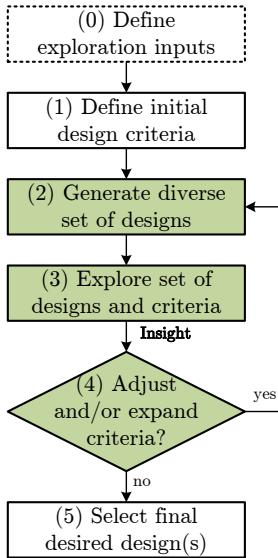 (0) Define
exploration inputs
(1) Define initial
design criteria
(2) Generate diverse
set of designs
(3) Explore set of
designs and criteria
Insight
(4) Adjust
and/or expand
criteria?
yes
no
(5) Select final
desired design(s)